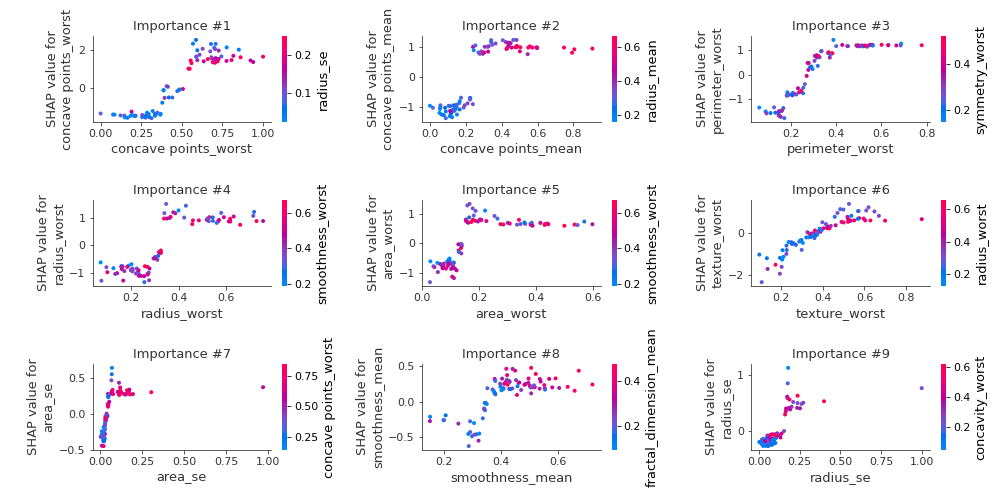 Importance #1
SHAP value for
concave points_worst
2
0
0.00
0.25
0.50
0.75
1.00
concave points_worst
0.2
0.1
radius_se
Importance #2
SHAP value for
concave points_mean
1
0
−1
0.0
0.2
0.4
0.6
0.8
concave points_mean
0.6
0.4
0.2
radius_mean
Importance #3
SHAP value for
perimeter_worst
1
0
−1
0.2
0.4
0.6
0.8
perimeter_worst
0.4
0.2
symmetry_worst
Importance #4
SHAP value for
radius_worst
1
0
−1
0.2
0.4
0.6
radius_worst
0.6
0.4
0.2
smoothness_worst
Importance #5
SHAP value for
area_worst
1
0
−1
0.0
0.2
0.4
0.6
area_worst
0.6
0.4
0.2
smoothness_worst
Importance #6
SHAP value for
texture_worst
0
−2
0.2
0.4
0.6
0.8
texture_worst
0.6
0.4
0.2
radius_worst
Importance #7
SHAP value for
area_se
0.5
0.0
−0.5
0.00
0.25
0.50
0.75
1.00
area_se
0.75
0.50
0.25
concave points_worst
Importance #8
SHAP value for
smoothness_mean
0.5
0.0
−0.5
0.2
0.4
0.6
smoothness_mean
0.4
0.2
fractal_dimension_mean
Importance #9
SHAP value for
radius_se
1
0
0.00
0.25
0.50
0.75
1.00
radius_se
0.6
0.4
0.2
concavity_worst